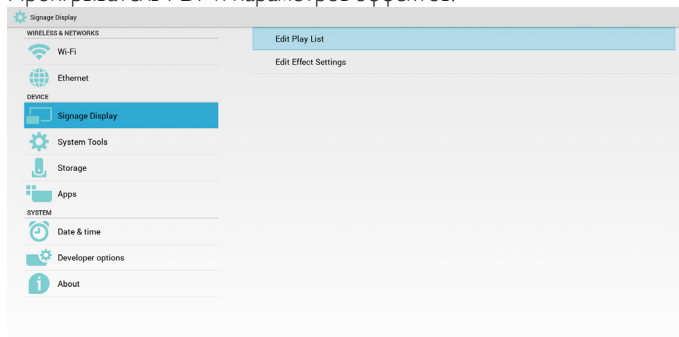 Signage Display
WIRELESS & NETWORKS
Wi-Fi
Ethernet
DEVICE
Signage Display
System Tools
Storage
Apps
SYSTEM
Date & time
Developer options
About
Edit Play List
Edit Effect Settings